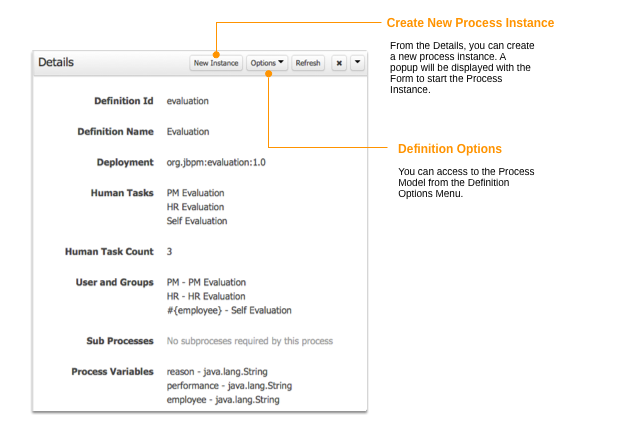 Create New Process Instance
From the Details, you can create
a new process instance. A
popup will be displayed with the
Form to start the Process
Instance.
Details
New Instance
Options
Refresh
Definition Id evaluation
Definition Name Evaluation
Definition Options
Deployment org.jbpm:evaluation:1.0
You can access to the Process
Model from the Definition
Options Menu.
Human Tasks PM Evaluation
HR Evaluation
Self Evaluation
Human Task Count 3
User and Groups PM - PM Evaluation
HR - HR Evaluation
#{employee} - Self Evaluation
Sub Processes No subproceses required by this process
Process Variables reason - java.lang.String
performance - java.lang.String
employee - java.lang.String